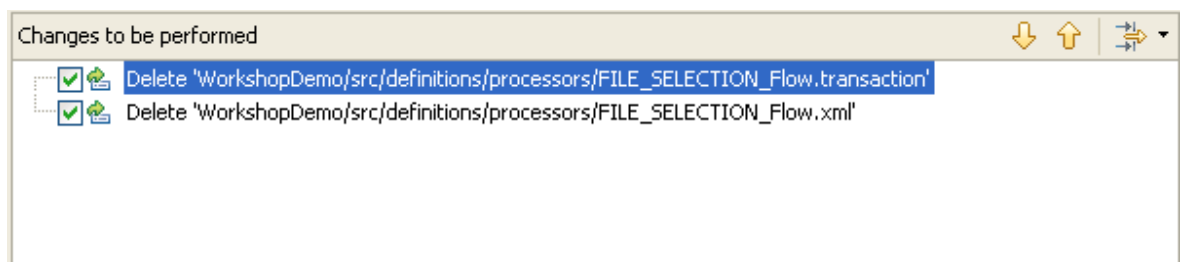 Changes to be performed
Delete 'WorkshopDemo/src/definitions/processors/FILE_SELECTION_Flow.transaction'
Delete 'WorkshopDemo/src/definitions/processors/FILE_SELECTION_Flow.xml'